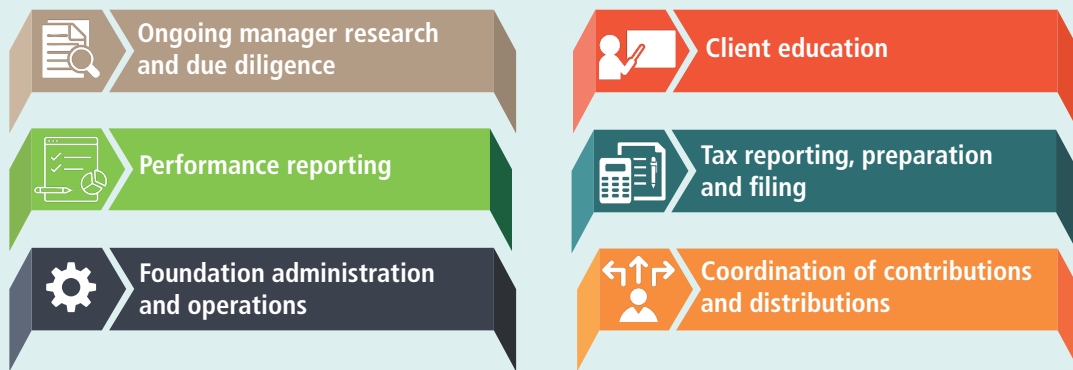 Ongoing manager research
and due diligence
Performance reporting
Foundation administration
and operations
Client education
Tax reporting, preparation
and filing
Coordination of contributions
and distributions